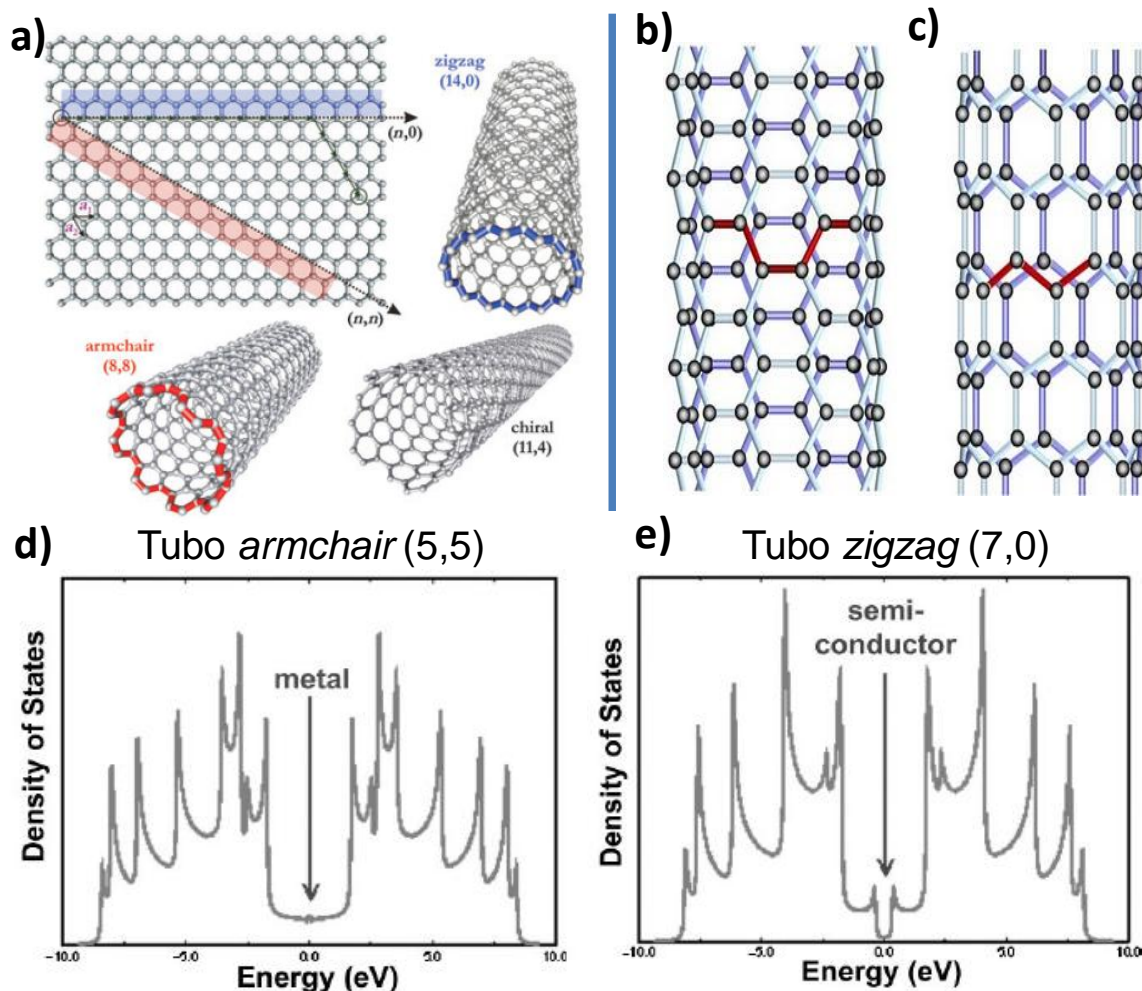 a)
zigzag
(14,0)
(n,0)
a₁
a₂
(n,n)
armchair
(8,8)
chiral
(11,4)
b)
c)
d)
Tubo armchair (5,5)
metal
Density of States
-10.0
-5.0
0.0
5.0
10.0
Energy (eV)
e)
Tubo zigzag (7,0)
semi-
conductor
Density of States
-10.0
-5.0
0.0
5.0
10.0
Energy (eV)